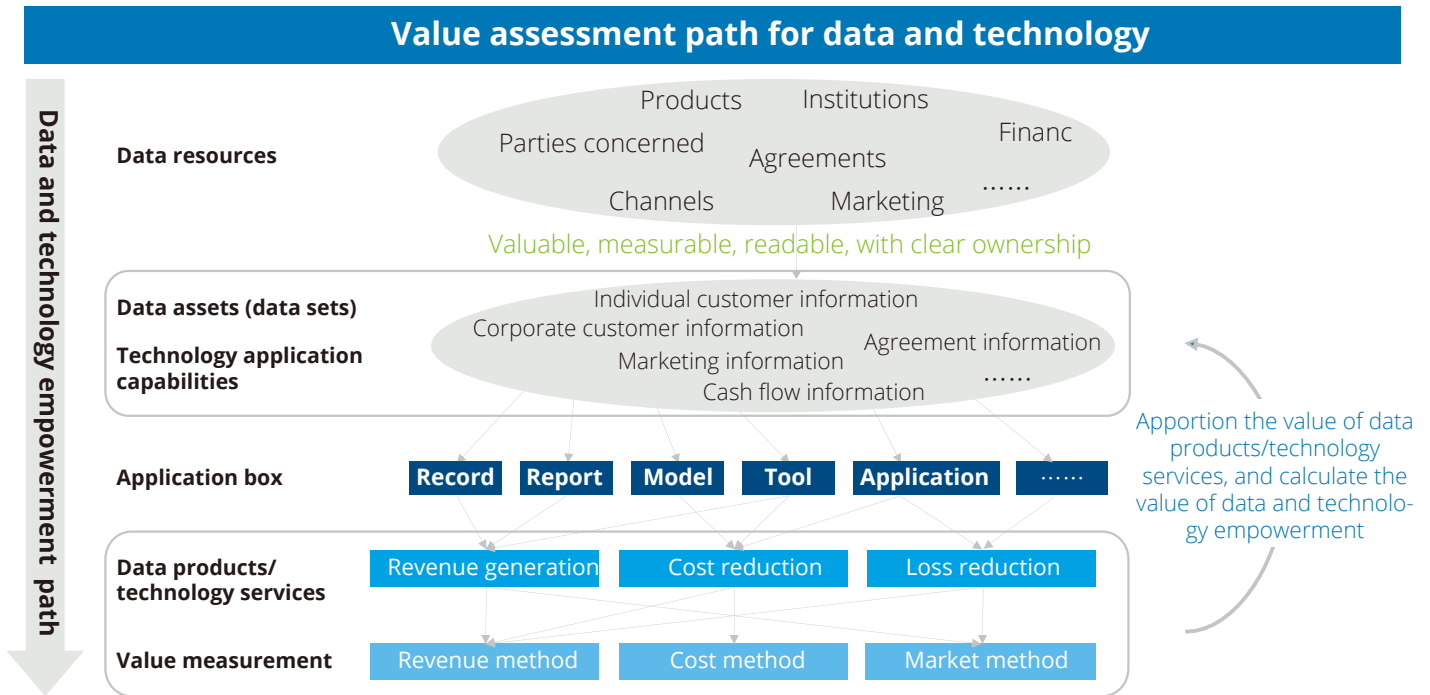 Value assessment path for data and technology
Data and technology empowerment path
Data resources
Products
Institutions
Parties concerned
Financ
Agreements
……
Channels
Marketing
Valuable, measurable, readable, with clear ownership
Data assets (data sets)
Technology application
capabilities
Individual customer information
Corporate customer information
Agreement information
Marketing information
……
Cash flow information
Apportion the value of data
products/technology
services, and calculate the
value of data and technolo-
gy empowerment
Application box
Record
Report
Model
Tool
Application
……
Data products/
technology services
Revenue generation
Cost reduction
Loss reduction
Value measurement
Revenue method
Cost method
Market method